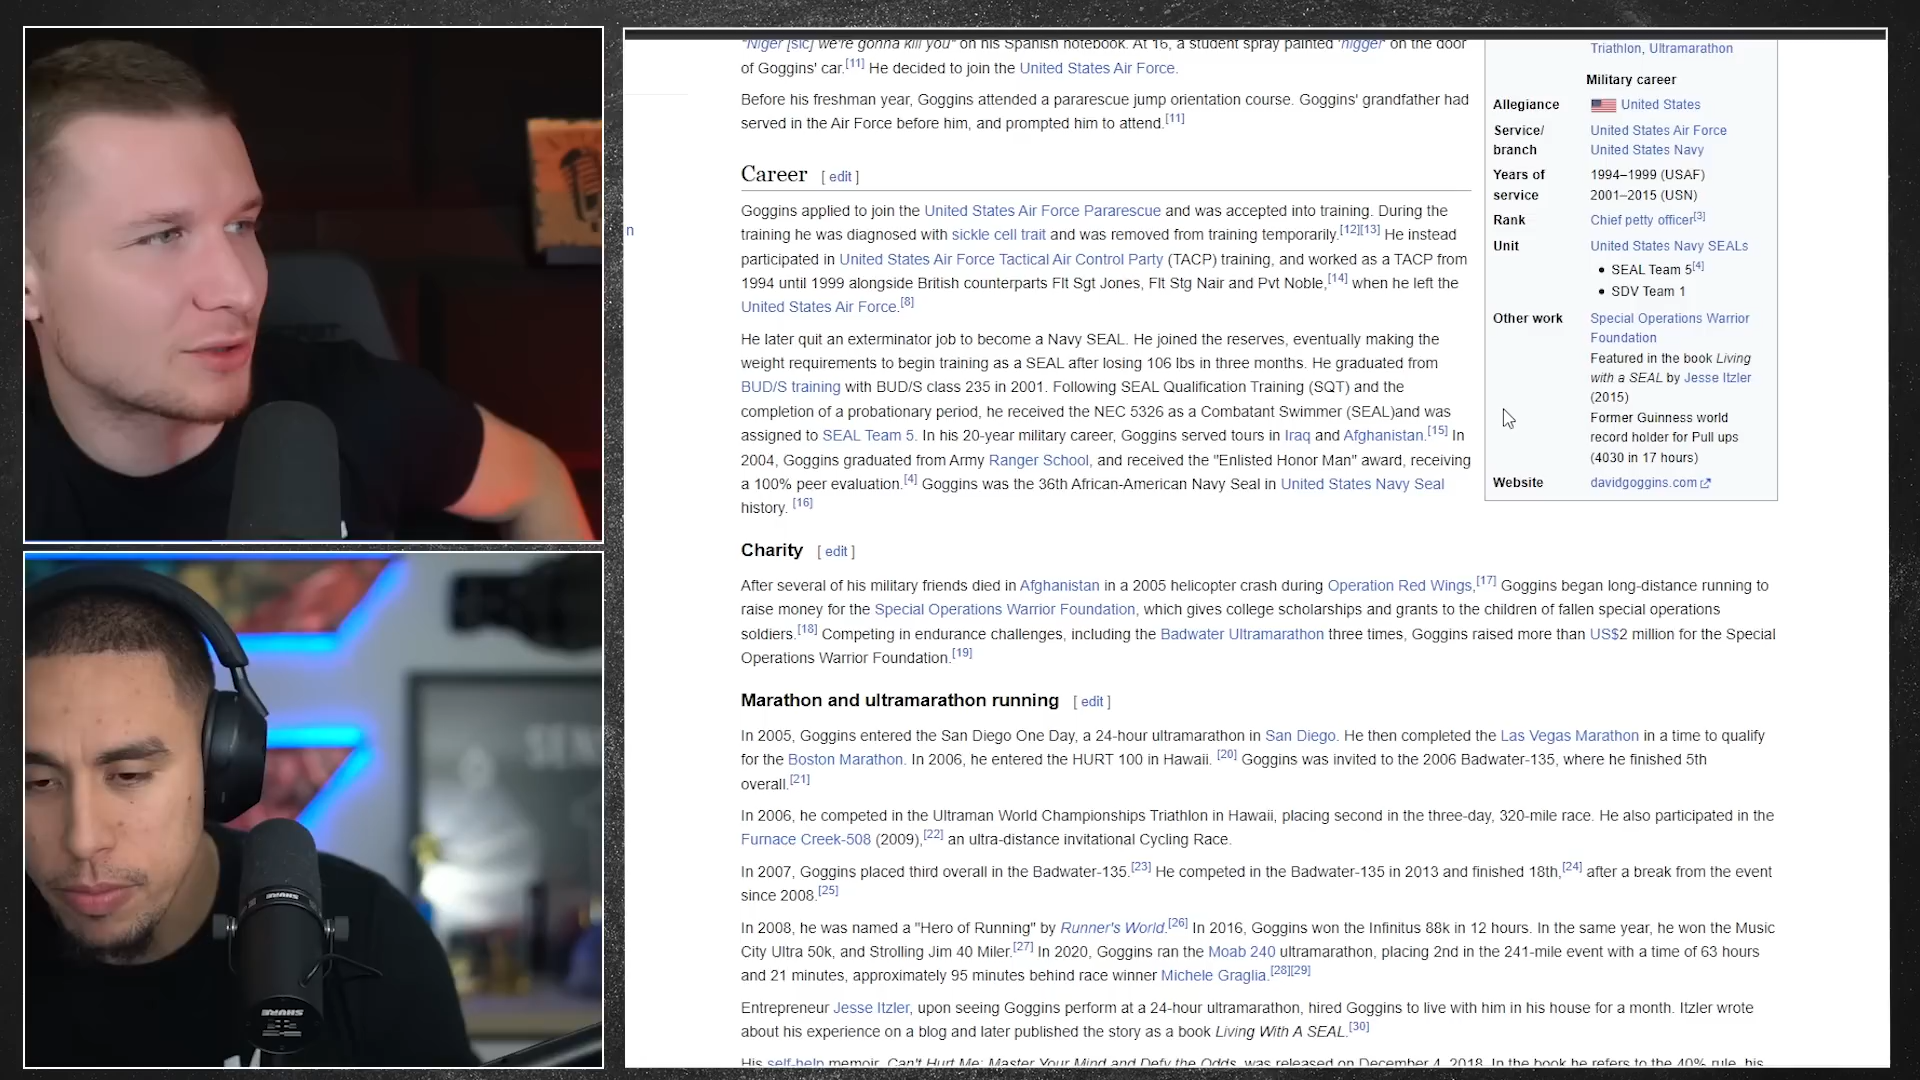 "Niger [sic] we're gonna kill you" on his Spanish notebook. At 16, a student spray painted 'nigger' on the door
of Goggins' car.[11] He decided to join the United States Air Force.
Before his freshman year, Goggins attended a pararescue jump orientation course. Goggins' grandfather had
served in the Air Force before him, and prompted him to attend.[11]
Career [ edit ]
Goggins applied to join the United States Air Force Pararescue and was accepted into training. During the
training he was diagnosed with sickle cell trait and was removed from training temporarily.[12][13] He instead
participated in United States Air Force Tactical Air Control Party (TACP) training, and worked as a TACP from
1994 until 1999 alongside British counterparts Flt Sgt Jones, Flt Stg Nair and Pvt Noble,[14] when he left the
United States Air Force.[8]
He later quit an exterminator job to become a Navy SEAL. He joined the reserves, eventually making the
weight requirements to begin training as a SEAL after losing 106 lbs in three months. He graduated from
BUD/S training with BUD/S class 235 in 2001. Following SEAL Qualification Training (SQT) and the
completion of a probationary period, he received the NEC 5326 as a Combatant Swimmer (SEAL)and was
assigned to SEAL Team 5. In his 20-year military career, Goggins served tours in Iraq and Afghanistan.[15] In
2004, Goggins graduated from Army Ranger School, and received the "Enlisted Honor Man" award, receiving
a 100% peer evaluation.[4] Goggins was the 36th African-American Navy Seal in United States Navy Seal
history. [16]
Triathlon, Ultramarathon
Military career
Allegiance United States
Service/ United States Air Force
branch United States Navy
Years of 1994–1999 (USAF)
service 2001–2015 (USN)
Rank Chief petty officer[3]
Unit United States Navy SEALs
• SEAL Team 5[4]
• SDV Team 1
Other work Special Operations Warrior
Foundation
Featured in the book Living
with a SEAL by Jesse Itzler
(2015)
Former Guinness world
record holder for Pull ups
(4030 in 17 hours)
Website davidgoggins.com
n
Charity [ edit ]
After several of his military friends died in Afghanistan in a 2005 helicopter crash during Operation Red Wings,[17] Goggins began long-distance running to
raise money for the Special Operations Warrior Foundation, which gives college scholarships and grants to the children of fallen special operations
soldiers.[18] Competing in endurance challenges, including the Badwater Ultramarathon three times, Goggins raised more than US$2 million for the Special
Operations Warrior Foundation.[19]
Marathon and ultramarathon running [ edit ]
In 2005, Goggins entered the San Diego One Day, a 24-hour ultramarathon in San Diego. He then completed the Las Vegas Marathon in a time to qualify
for the Boston Marathon. In 2006, he entered the HURT 100 in Hawaii. [20] Goggins was invited to the 2006 Badwater-135, where he finished 5th
overall.[21]
In 2006, he competed in the Ultraman World Championships Triathlon in Hawaii, placing second in the three-day, 320-mile race. He also participated in the
Furnace Creek-508 (2009),[22] an ultra-distance invitational Cycling Race.
In 2007, Goggins placed third overall in the Badwater-135.[23] He competed in the Badwater-135 in 2013 and finished 18th,[24] after a break from the event
since 2008.[25]
In 2008, he was named a "Hero of Running" by Runner's World.[26] In 2016, Goggins won the Infinitus 88k in 12 hours. In the same year, he won the Music
City Ultra 50k, and Strolling Jim 40 Miler.[27] In 2020, Goggins ran the Moab 240 ultramarathon, placing 2nd in the 241-mile event with a time of 63 hours
and 21 minutes, approximately 95 minutes behind race winner Michele Graglia.[28][29]
Entrepreneur Jesse Itzler, upon seeing Goggins perform at a 24-hour ultramarathon, hired Goggins to live with him in his house for a month. Itzler wrote
about his experience on a blog and later published the story as a book Living With A SEAL.[30]
His self-help memoir, Can't Hurt Me: Master Your Mind and Defy the Odds, was released on December 4, 2018. In the book he refers to the 40% rule, his
SHURE
SHURE